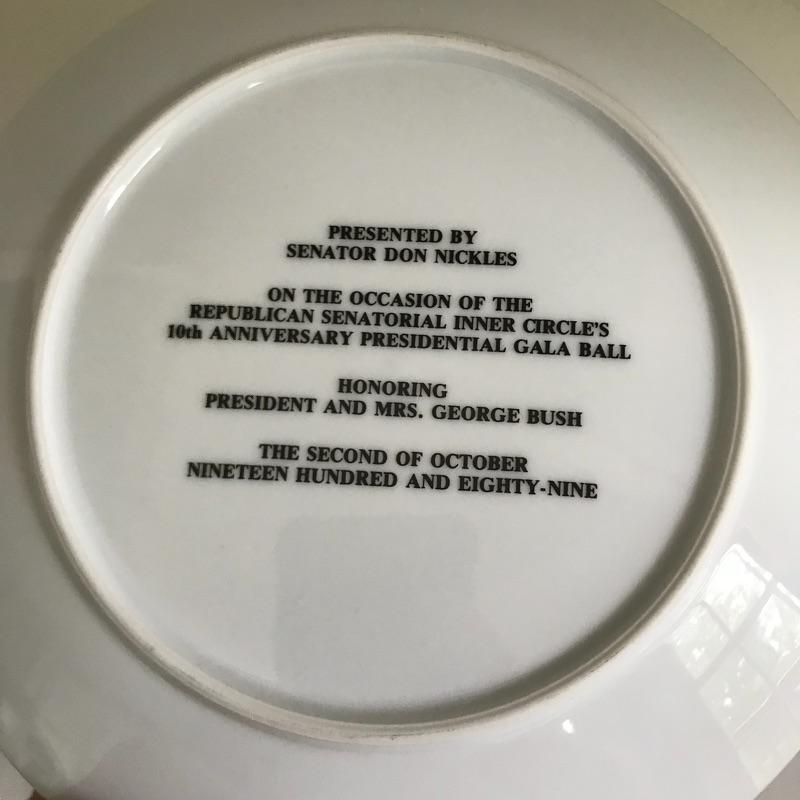 PRESENTED BY
SENATOR DON NICKLES
ON THE OCCASION OF THE
REPUBLICAN SENATORIAL INNER CIRCLE'S
10th ANNIVERSARY PRESIDENTIAL GALA BALL
HONORING
PRESIDENT AND MRS. GEORGE BUSH
THE SECOND OF OCTOBER
NINETEEN HUNDRED AND EIGHTY-NINE